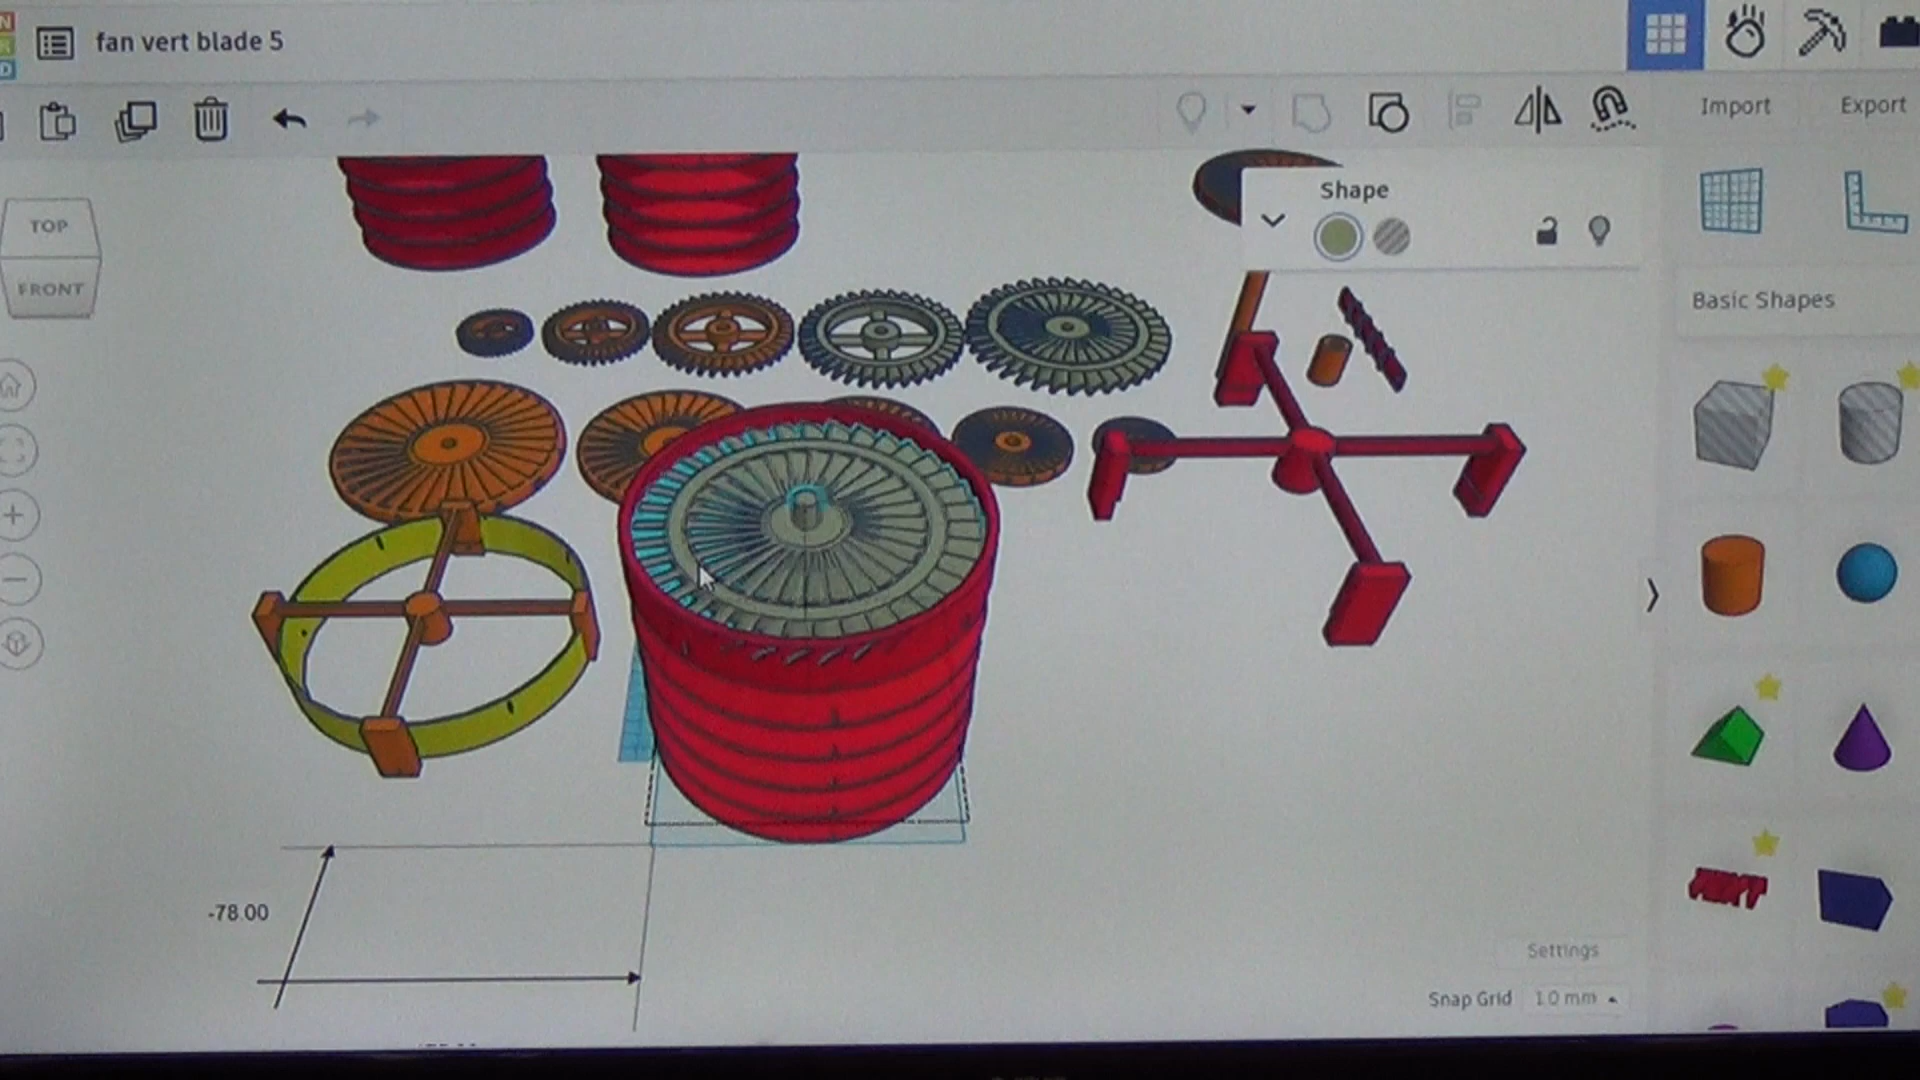 fan vert blade 5
Import
Export
TOP
FRONT
Shape
Basic Shapes
-78.00
Settings
Snap Grid 1.0 mm